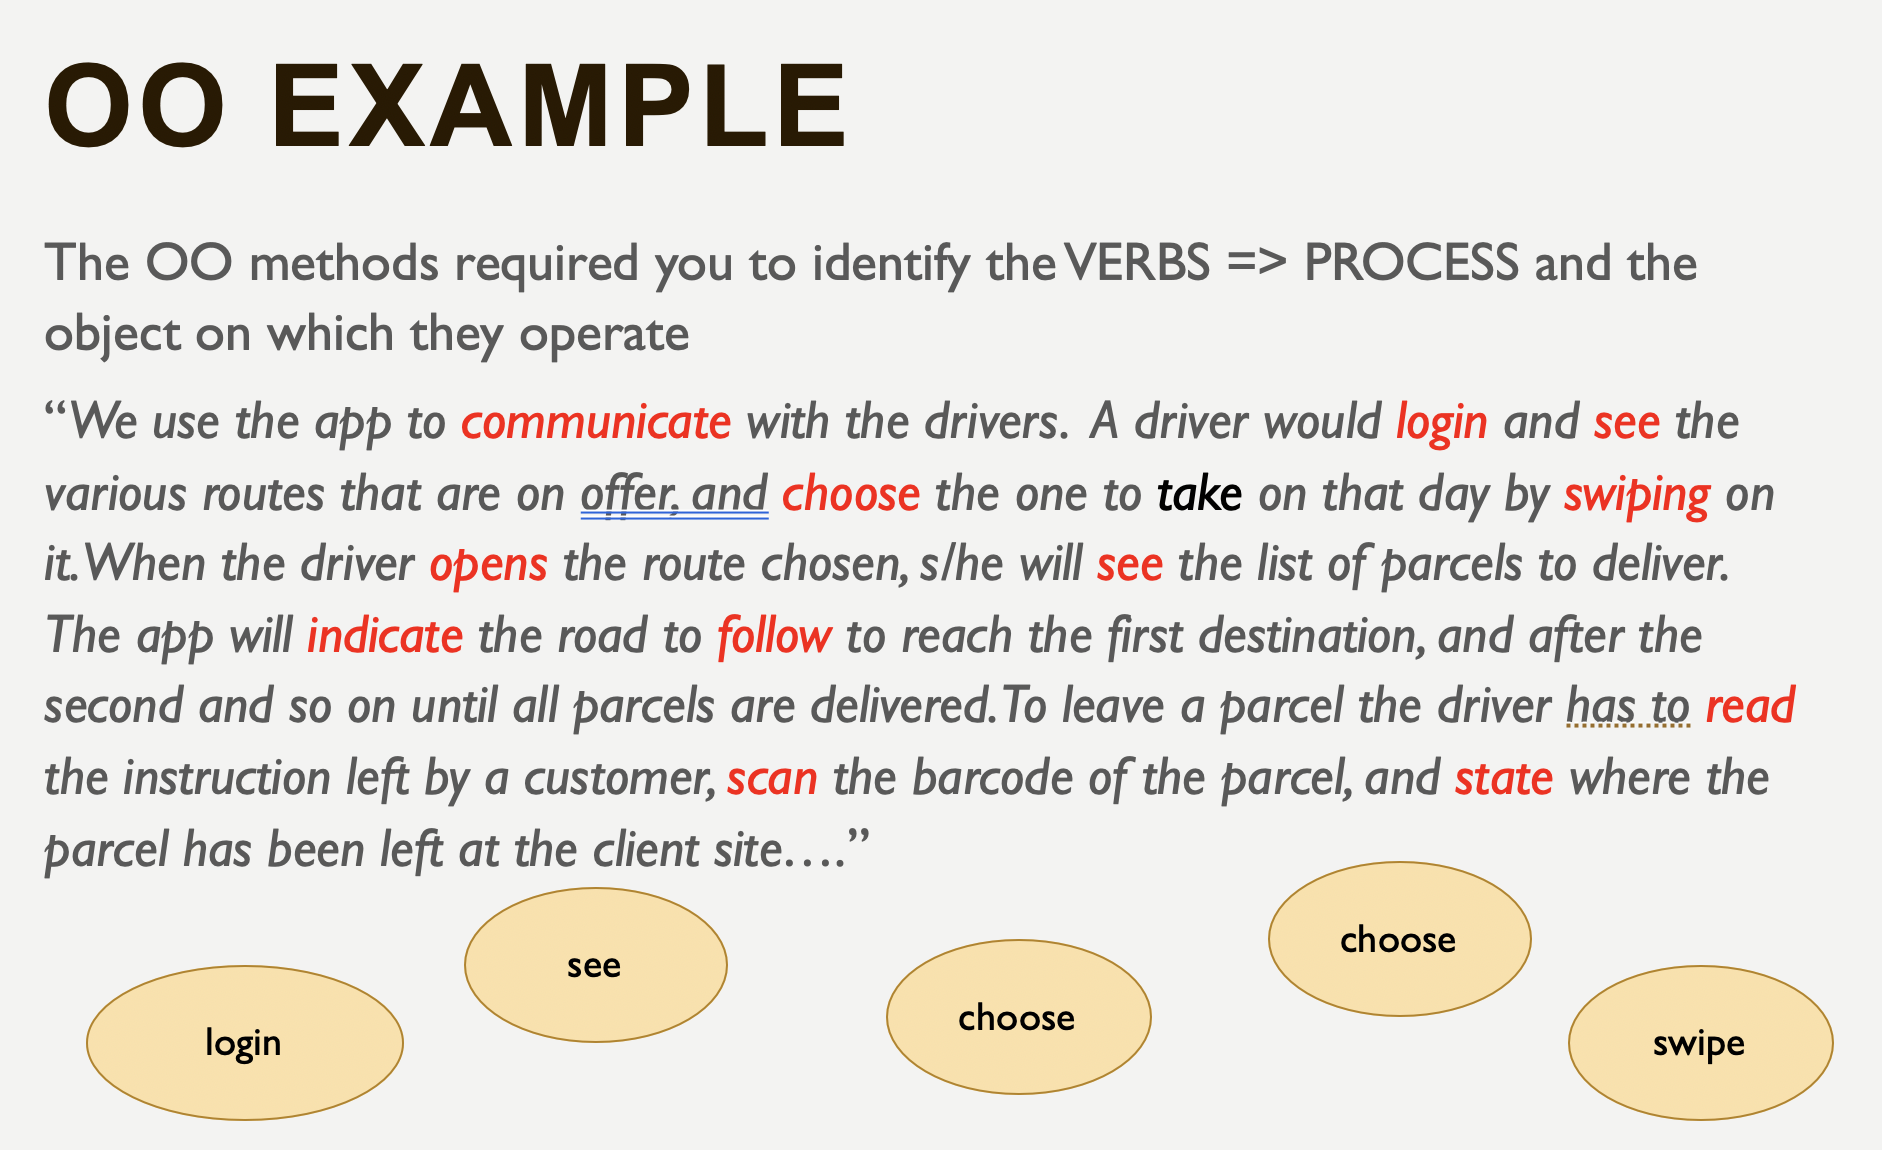 OO EXAMPLE
The OO methods required you to identify the VERBS => PROCESS and the
object on which they operate
“We use the app to communicate with the drivers.  A driver would login and see the
various routes that are on offer, and choose the one to take on that day by swiping on
it. When the driver opens the route chosen, s/he will see the list of parcels to deliver.
The app will indicate the road to follow to reach the first destination, and after the
second and so on until all parcels are delivered. To leave a parcel the driver has to read
the instruction left by a customer, scan the barcode of the parcel, and state where the
parcel has been left at the client site….”
login
see
choose
choose
swipe